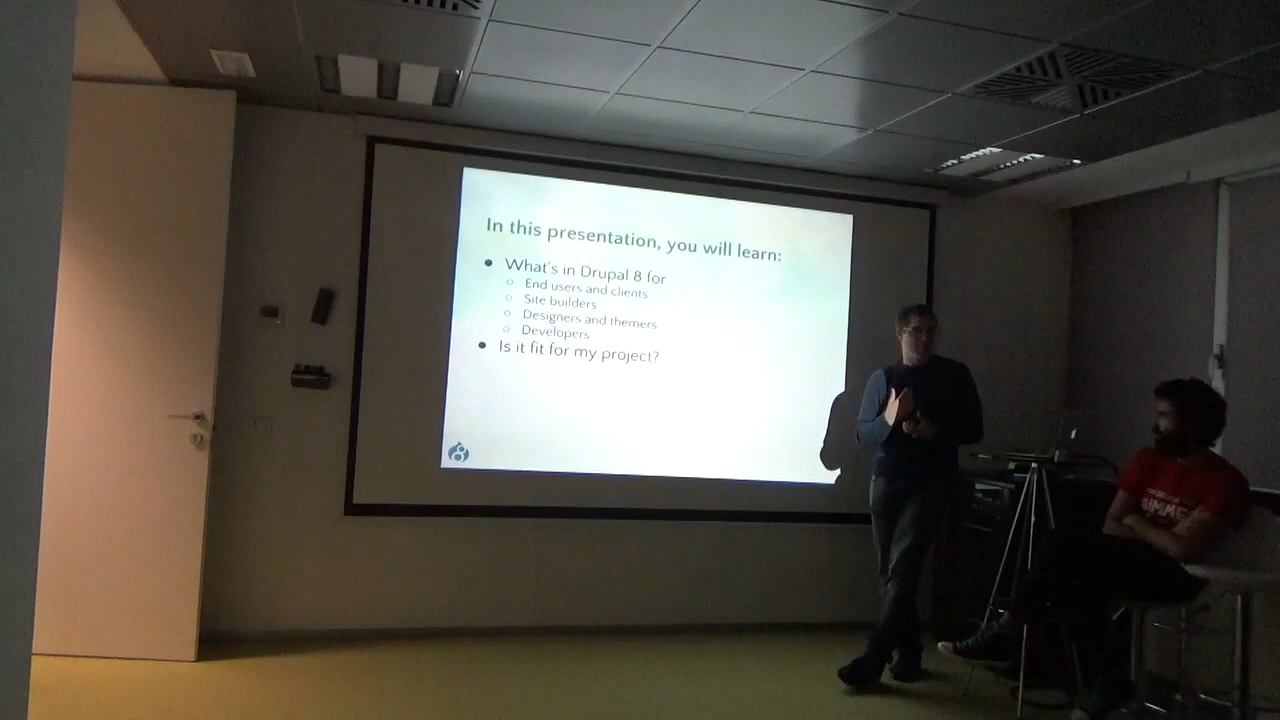 In this presentation, you will learn:
What's in Drupal 8 for
End users and clients
Site builders
Designers and themers
Developers
Is it fit for my project?